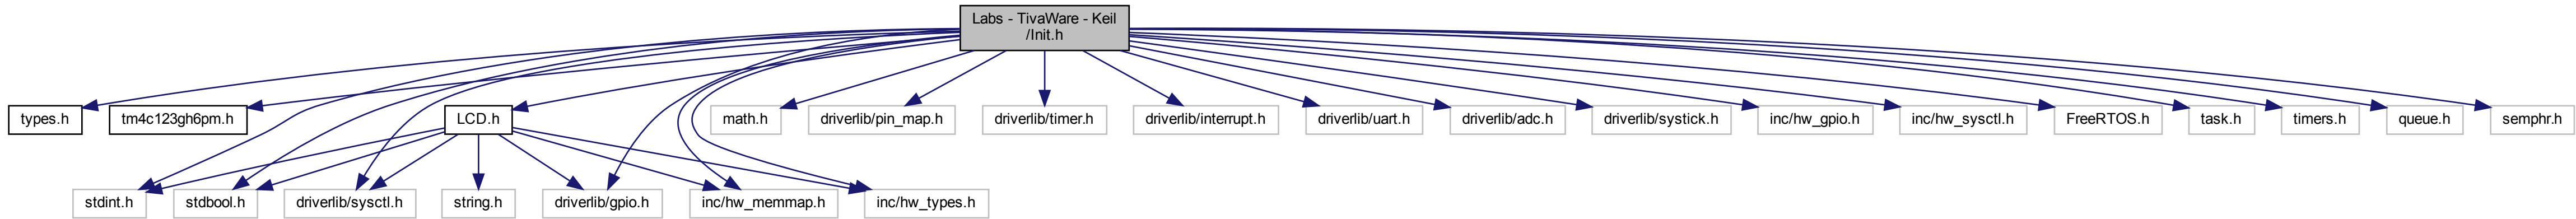 Labs - TivaWare - Keil
/Init.h
types.h
tm4c123gh6pm.h
LCD.h
math.h
driverlib/pin_map.h
driverlib/timer.h
driverlib/interrupt.h
driverlib/uart.h
driverlib/adc.h
driverlib/systick.h
inc/hw_gpio.h
inc/hw_sysctl.h
FreeRTOS.h
task.h
timers.h
queue.h
semphr.h
stdint.h
stdbool.h
driverlib/sysctl.h
string.h
driverlib/gpio.h
inc/hw_memmap.h
inc/hw_types.h